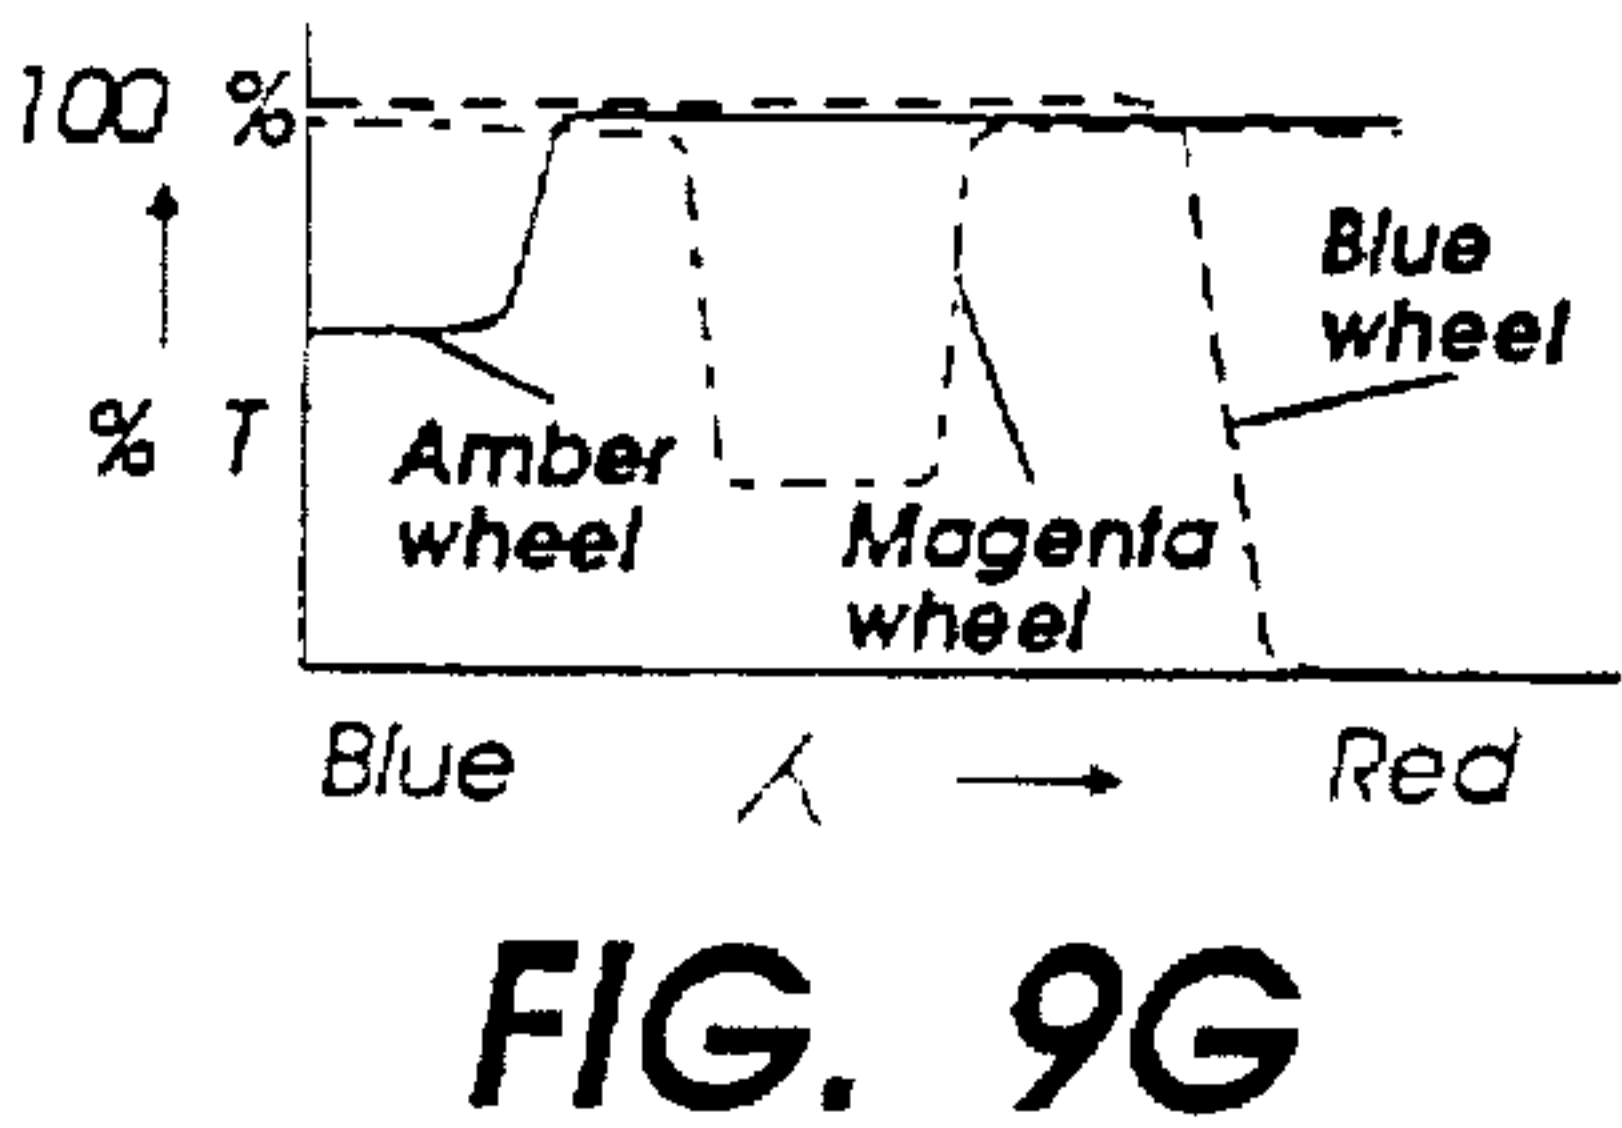 100 %
% T
Amber
wheel
Magenta
wheel
Blue
wheel
Blue λ Red
FIG. 9G